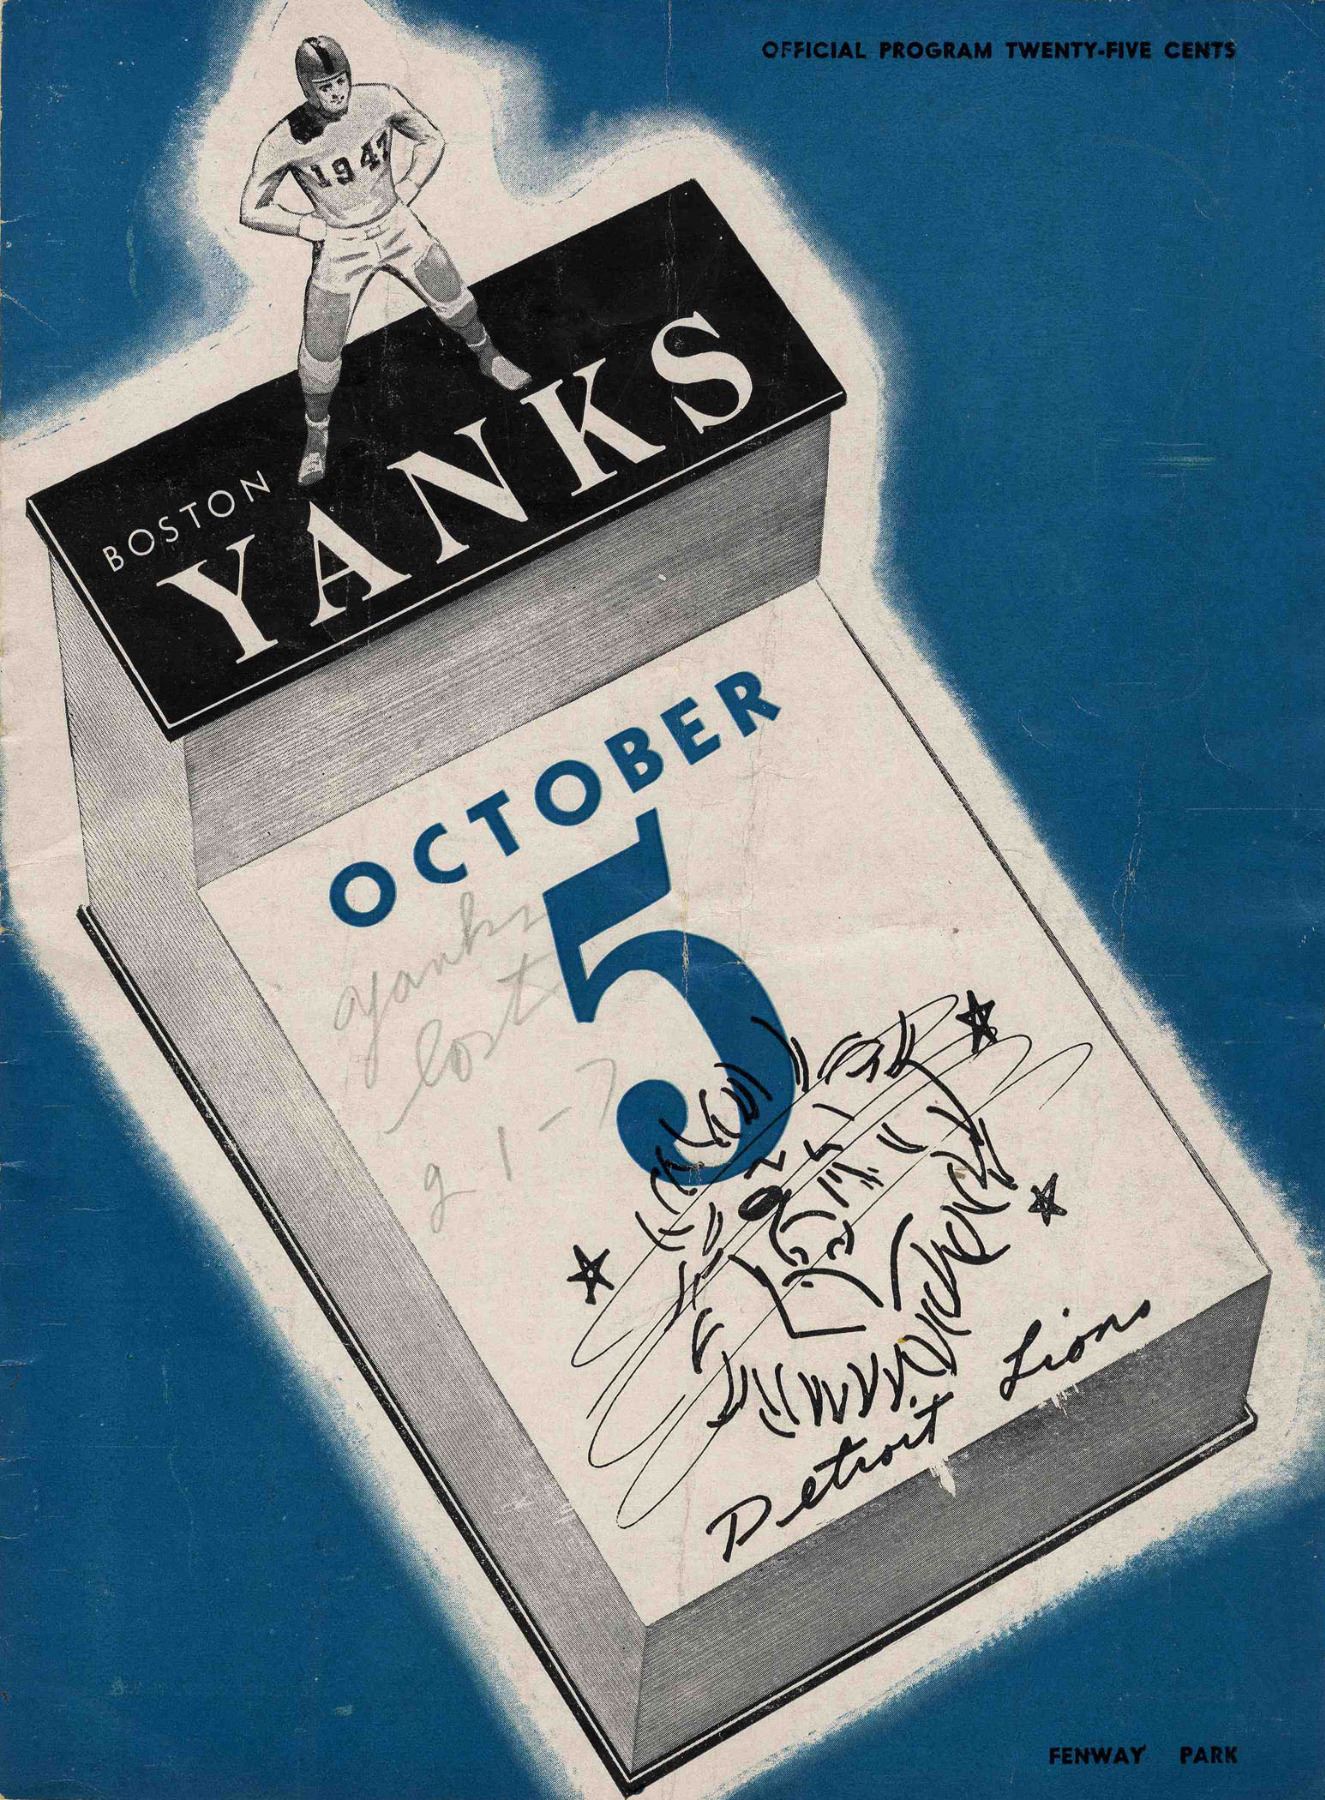 OFFICIAL PROGRAM TWENTY-FIVE CENTS
1947
BOSTON
YANKS
OCTOBER
5
Yanks
lost
21-7
Detroit Lions
FENWAY PARK